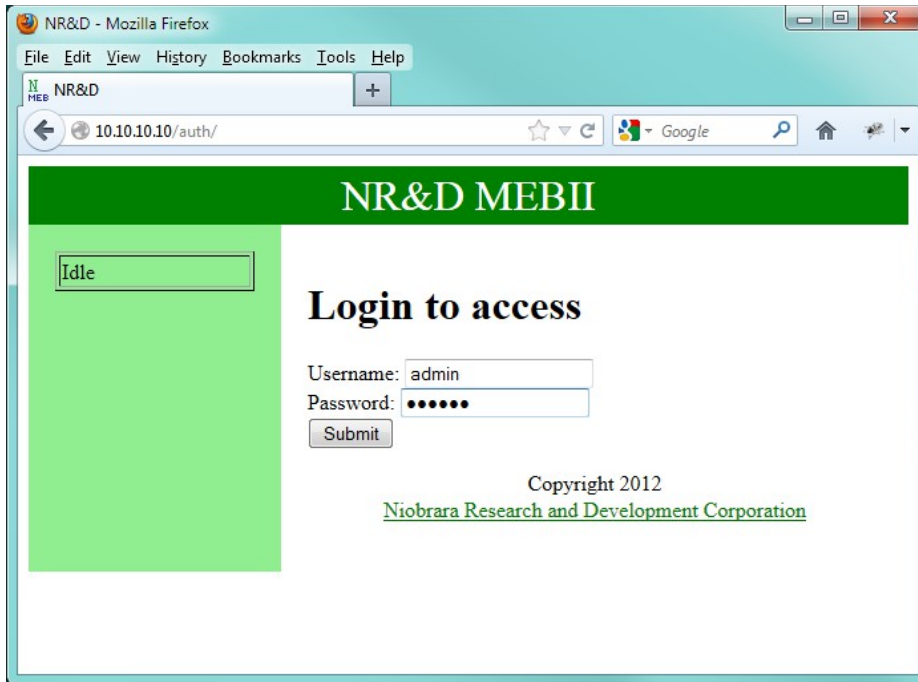 NR&D - Mozilla Firefox
File Edit View History Bookmarks Tools Help
N MEB NR&D +
10.10.10.10/auth/ Google
NR&D MEBII
Idle
Login to access
Username: admin
Password: ••••••
Submit
Copyright 2012
Niobrara Research and Development Corporation